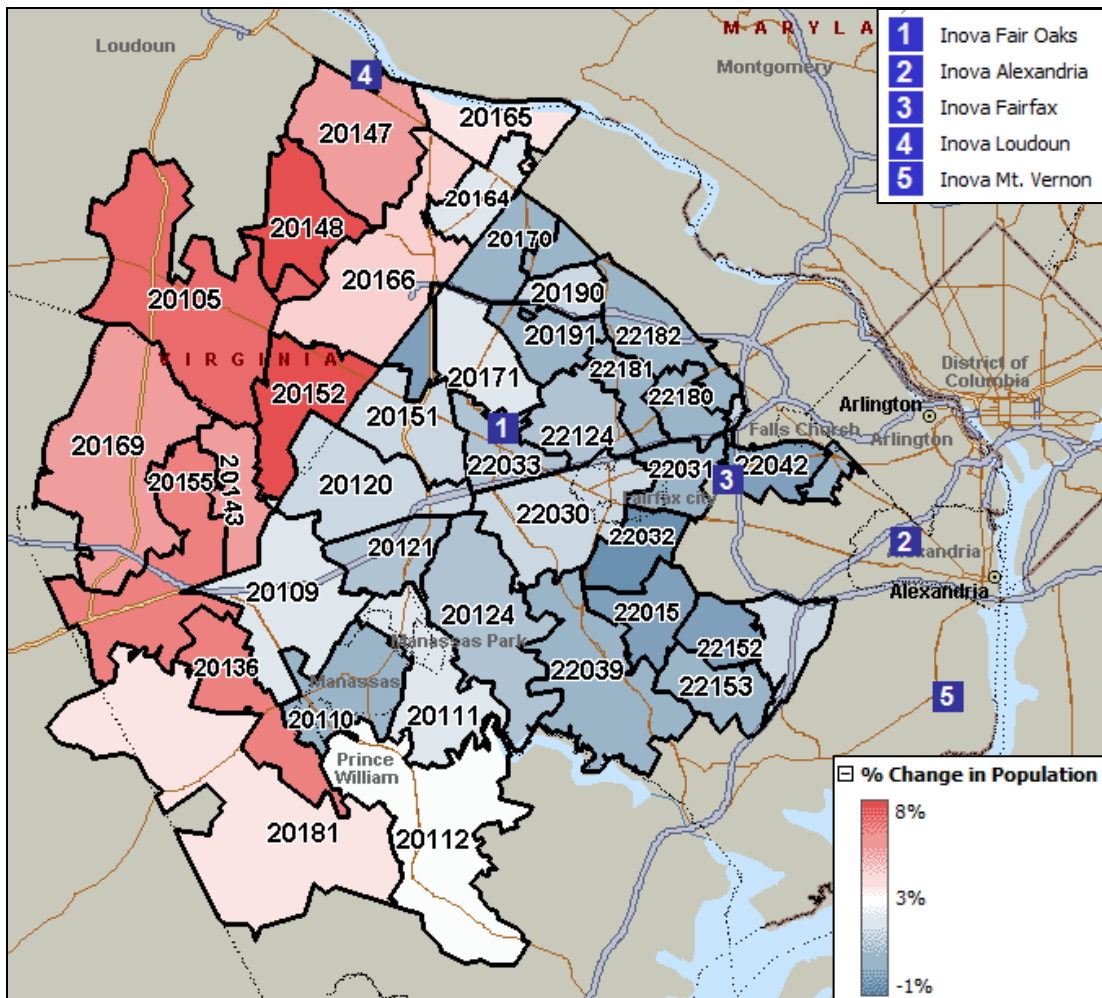 MARYLA
1 Inova Fair Oaks
2 Inova Alexandria
3 Inova Fairfax
4 Inova Loudoun
5 Inova Mt. Vernon
Loudoun
Montgomery
4
20165
20147
20164
20148
20170
20166
20190
20105
20191
22182
VIRGINIA
20171
22181
District of
Columbia
20152
22180
Arlington
20151
1
Falls Church
Arlington
20169
22124
20155
20143
22033
22031
3
22042
20120
22030
Fairfax city
22032
2
Alexandria
20121
20109
Alexandria
20124
22015
Manassas Park
22152
20136
22039
Manassas
22153
5
20110
20111
Prince
William
20181
20112
% Change in Population
8%
3%
-1%